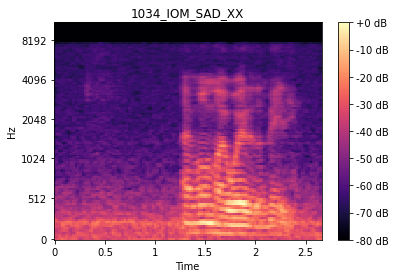 1034_IOM_SAD_XX
+0 dB
8192
-10 dB
4096
-20 dB
-30 dB
2048
Hz
-40 dB
1024
-50 dB
512
-60 dB
-70 dB
0
-80 dB
0 0.5 1 1.5 2 2.5
Time